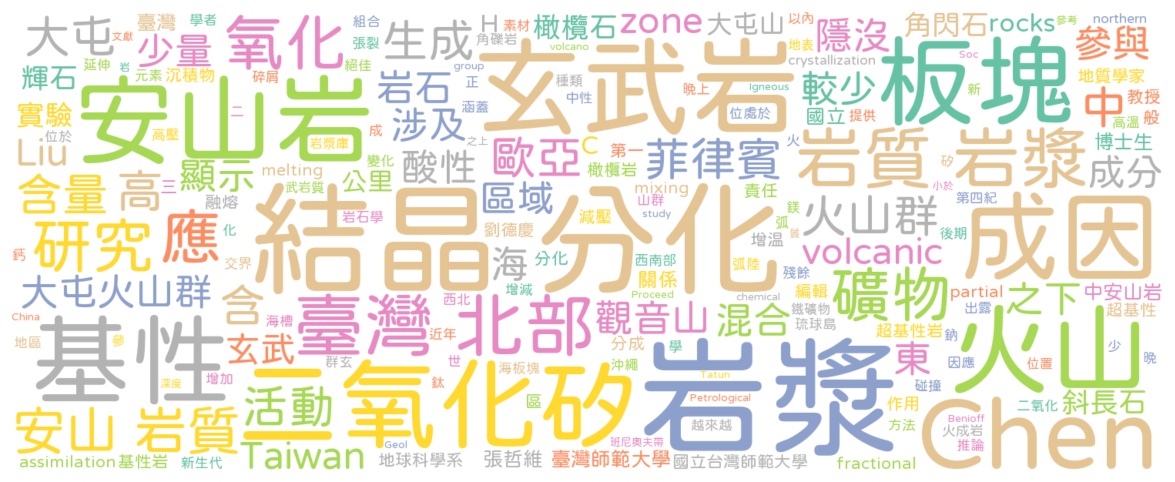 大屯 學者 臺灣 組合 素材 橄欖石 zone 大屯山 以內 參考 northern
文獻 少量 氧化 張裂 生成 H 角礫岩 volcano 地表 隱沒 角閃石 rocks 參與
延伸 輝石 元素 沉積物 碎屑 絕佳 岩石 group 正 種類 crystallization Soc 地質學家
岩 安山岩 玄武岩 板塊 涵蓋 中性 晚上 Igneous 較少 新 中 教授
實驗 位於 高壓 二 岩漿庫 成 涉及 之上 位處於 國立 提供 高溫 般
Liu 三 顯示 變化 酸性 歐亞 C 第一 菲律賓 火 岩質 岩漿 矽 博士生
melting 公里 橄欖岩 成分
含量 高 融熔 武岩質 岩石學 區域 mixing 山群 責任 小於 第四紀
研究 應 化 結晶分化 減壓 study 弧 鎂 火山群 後期 成因
鈣 交界 劉德慶 增温 volcanic
大屯火山群 海 分化 西南部 弧陸 殘餘 礦物 出露
含 增減 關係 Proceed chemical 編輯 partial 之下 中安山岩
China 基性 臺灣 北部 西北 觀音山 混合 鐵礦物 琉球島 超基性岩 超基性
海槽 近年
地區 參 玄武 群玄 世 分成 沖繩 學 東 鈉 火山 少 晚
深度 增加 鈦 海板塊 區 岩漿 因應 位置
安山 岩質 活動 二氧化矽 Tatun 碰撞
Petrological 作用 二氧化 斜長石
越來越 方法 Chen Benioff 火成岩
assimilation 基性岩 新生代 Taiwan Geol 地球科學系 張哲維 班尼奧夫帶 臺灣師範大學 國立台灣師範大學 fractional 推論